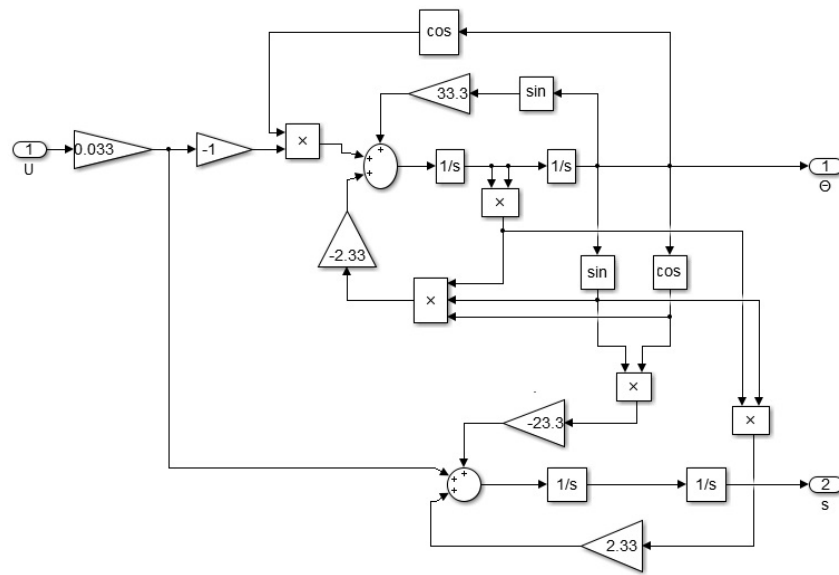 cos
33.3
sin
1
U
0.033
-1
×
+
+
+
1/s
1/s
1
Θ
×
-2.33
sin
cos
×
×
-23.3
×
+
+
+
1/s
1/s
2
s
2.33